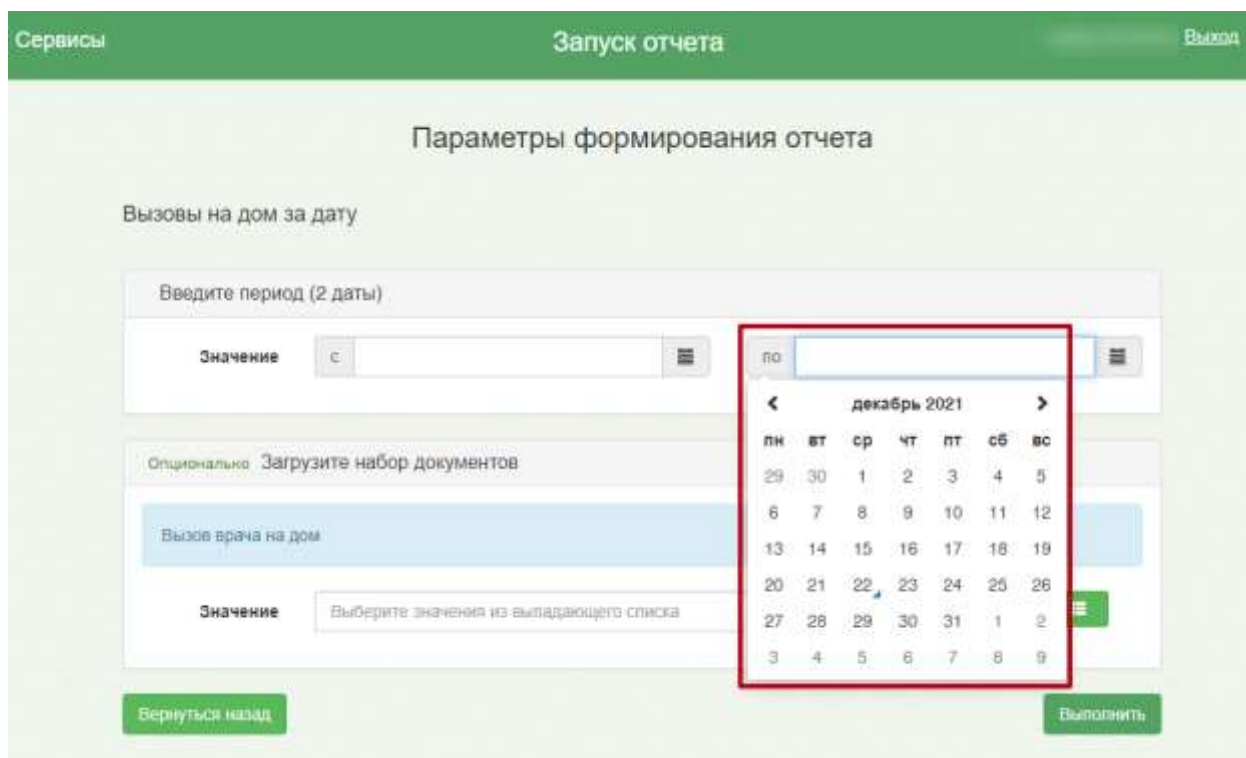 Сервисы Запуск отчета Выход
Параметры формирования отчета
Вызовы на дом за дату
Введите период (2 даты)
Значение с по
декабрь 2021
пн вт ср чт пт сб вс
29 30 1 2 3 4 5
6 7 8 9 10 11 12
13 14 15 16 17 18 19
20 21 22 23 24 25 26
27 28 29 30 31 1 2
3 4 5 6 7 8 9
Опционально Загрузите набор документов
Вызов врача на дом
Значение Выберите значения из выпадающего списка
Вернуться назад Выполнить